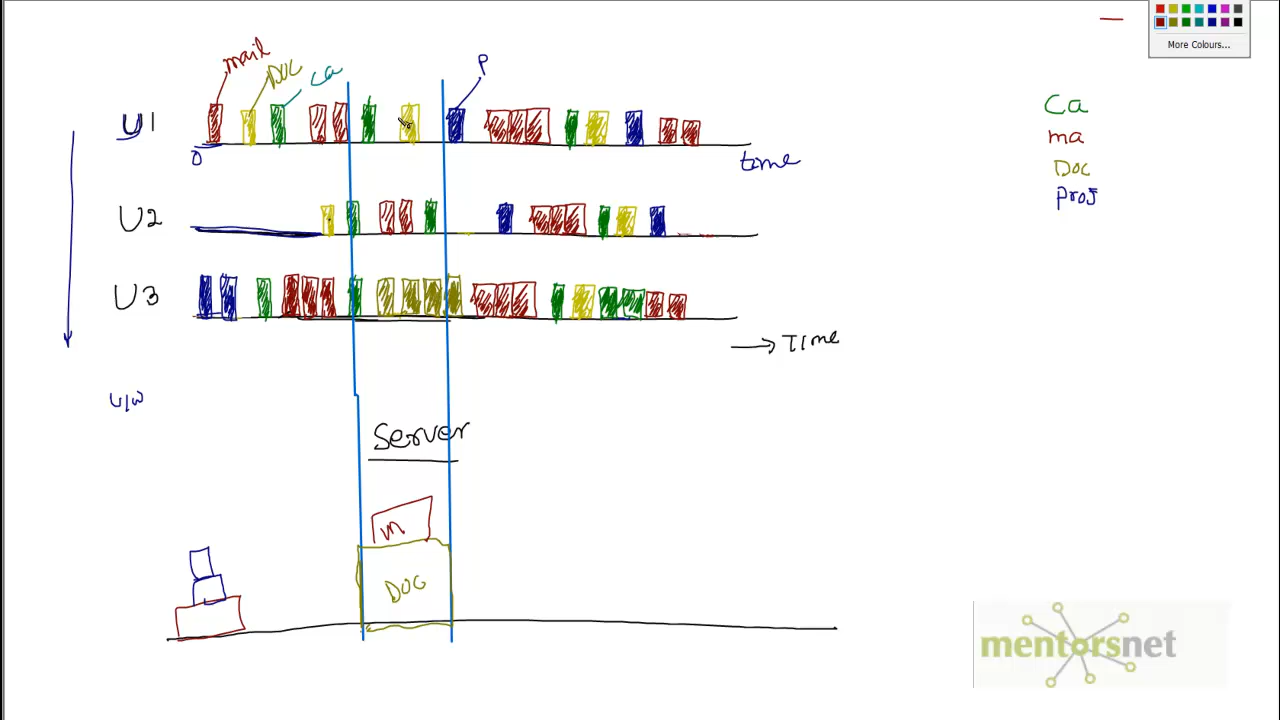 More Colours...
mail
DOC
Ca
P
U1
0
time
Ca
ma
DOC
Proj
U2
U3
Time
U/W
Server
m
DOC
mentorsnet